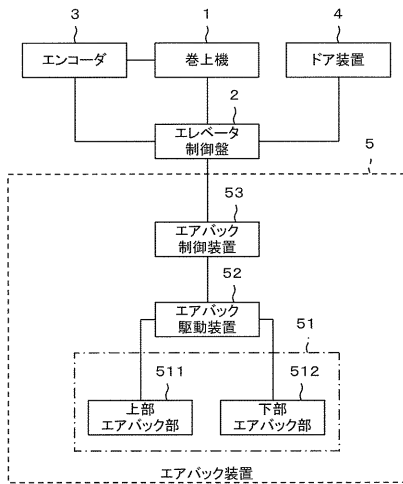 3
1
4
エンコーダ
巻上機
ドア装置
2
エレベータ
制御盤
5
53
エアバック
制御装置
52
エアバック
駆動装置
51
511
512
上部
エアバック部
下部
エアバック部
エアバック装置